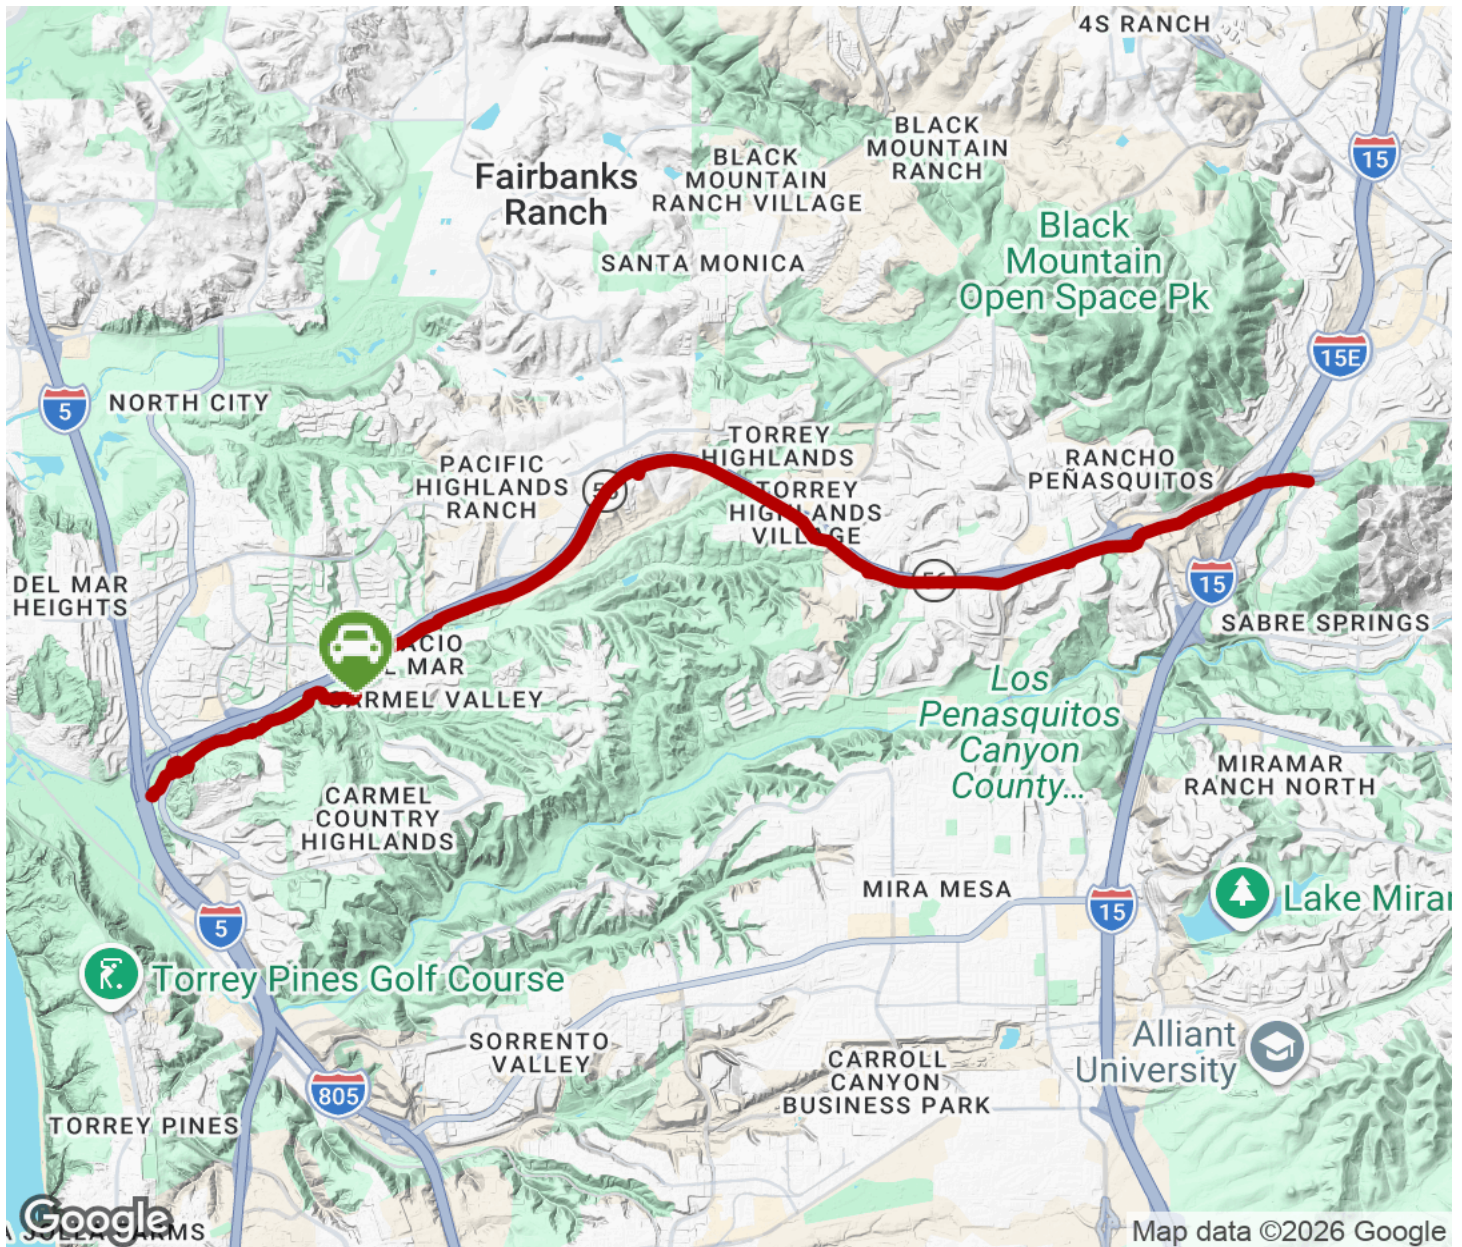 4S RANCH
BLACK
MOUNTAIN
RANCH
15
BLACK
MOUNTAIN
RANCH VILLAGE
Fairbanks
Ranch
Black
Mountain
Open Space Pk
SANTA MONICA
15E
5
NORTH CITY
TORREY
HIGHLANDS
RANCHO
PEÑASQUITOS
PACIFIC
HIGHLANDS
RANCH
56
TORREY
HIGHLANDS
VILLAGE
56
15
DEL MAR
HEIGHTS
SABRE SPRINGS
MAR
CARMEL VALLEY
Los
Penasquitos
Canyon
County...
MIRAMAR
RANCH NORTH
CARMEL
COUNTRY
HIGHLANDS
MIRA MESA
15
Lake Mirar
5
Torrey Pines Golf Course
SORRENTO
VALLEY
Alliant
University
CARROLL
CANYON
BUSINESS PARK
805
TORREY PINES
Google
Map data ©2026 Google